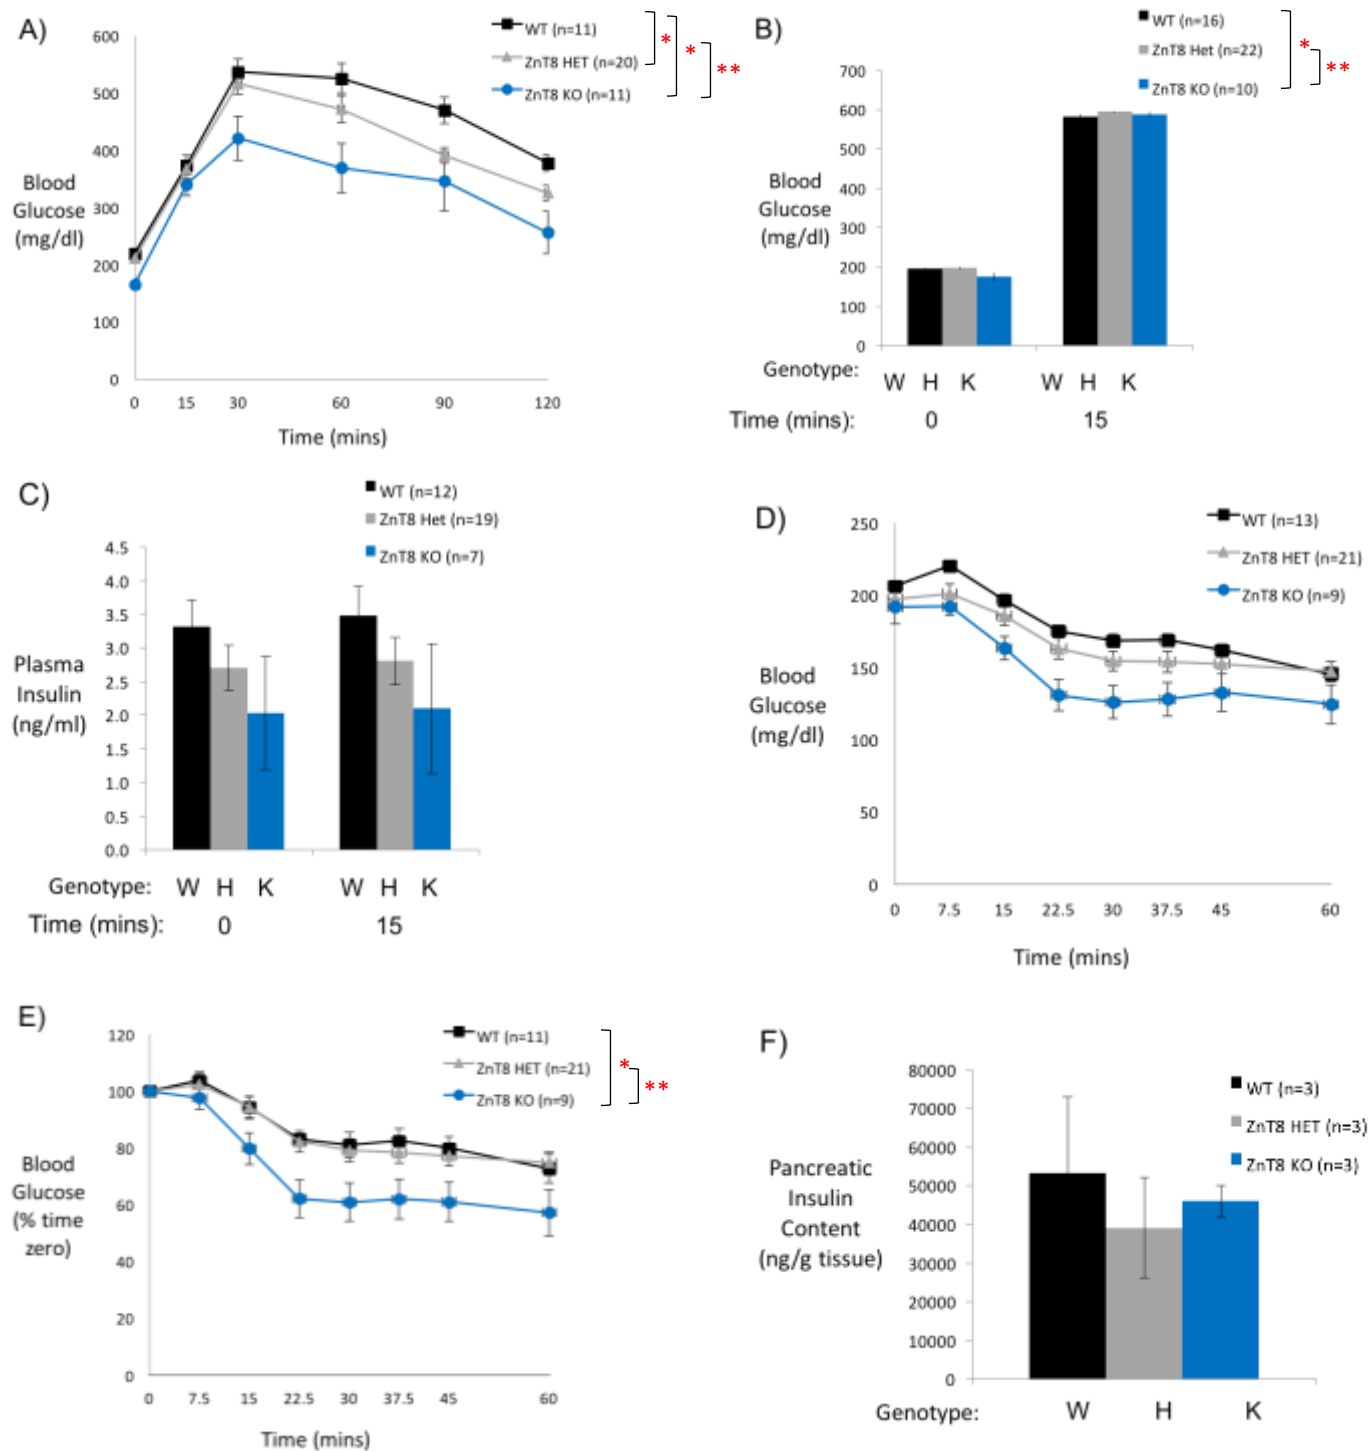 A)
WT (n=11)
ZnT8 HET (n=20)
ZnT8 KO (n=11)
*
*
**
600
500
400
300
200
100
0
Blood
Glucose
(mg/dl)
0 15 30 60 90 120
Time (mins)
B)
WT (n=16)
ZnT8 Het (n=22)
ZnT8 KO (n=10)
*
**
700
600
500
400
300
200
100
0
Blood
Glucose
(mg/dl)
Genotype: W H K W H K
Time (mins): 0 15
C)
WT (n=12)
ZnT8 Het (n=19)
ZnT8 KO (n=7)
4.5
4.0
3.5
3.0
2.5
2.0
1.5
1.0
0.5
0.0
Plasma
Insulin
(ng/ml)
Genotype: W H K W H K
Time (mins): 0 15
D)
WT (n=13)
ZnT8 HET (n=21)
ZnT8 KO (n=9)
250
200
150
100
50
0
Blood
Glucose
(mg/dl)
0 7.5 15 22.5 30 37.5 45 60
Time (mins)
E)
WT (n=11)
ZnT8 HET (n=21)
ZnT8 KO (n=9)
*
**
120
100
80
60
40
20
0
Blood
Glucose
(% time
zero)
0 7.5 15 22.5 30 37.5 45 60
Time (mins)
F)
WT (n=3)
ZnT8 HET (n=3)
ZnT8 KO (n=3)
80000
70000
60000
50000
40000
30000
20000
10000
0
Pancreatic
Insulin
Content
(ng/g tissue)
Genotype: W H K